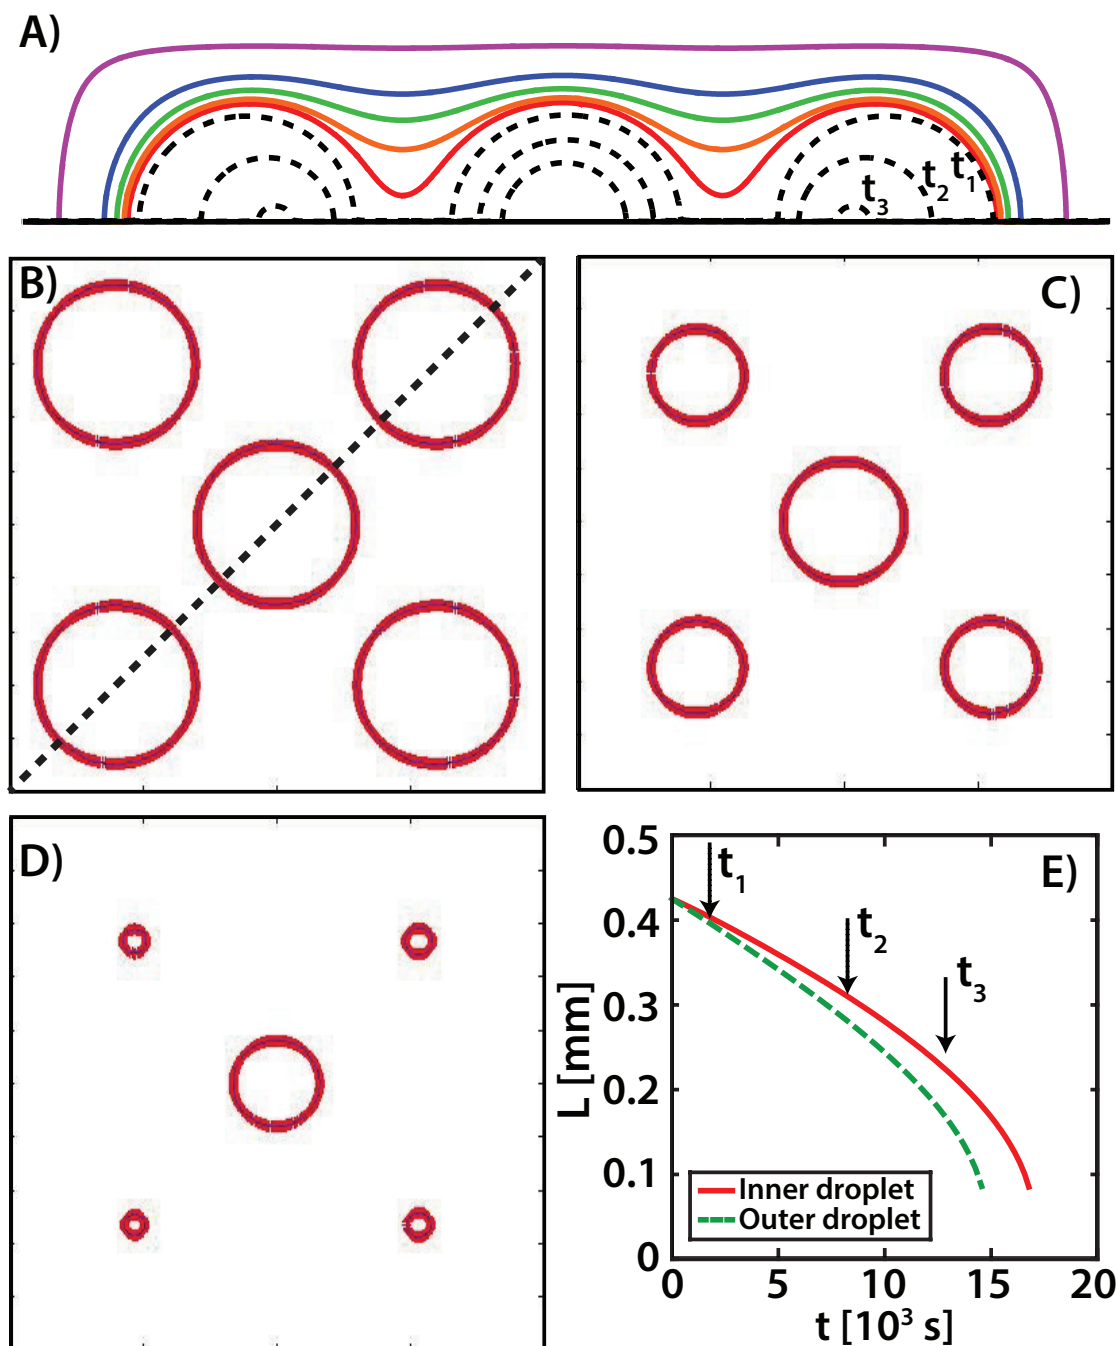 A)
t₁
t₂
t₃
B)
C)
D)
E)
0.5
0.4
0.3
0.2
0.1
0
L [mm]
t₁
t₂
t₃
Inner droplet
Outer droplet
0 5 10 15 20
t [10³ s]